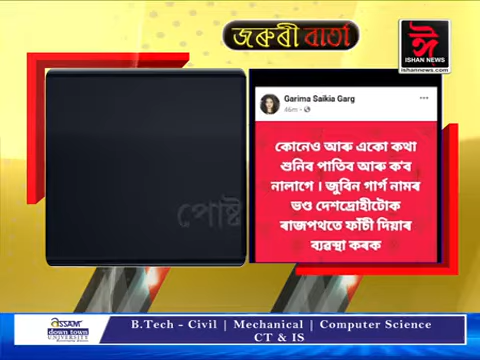 জৰুৰী বাৰ্তা
ঈ
ISHAN NEWS
ishannews.com
Garima Saikia Garg
কোনেও আৰু একো কথা
শুনিব পাতিব আৰু ক'ব
নালাগে । জুবিন গাৰ্গ নামৰ
ভণ্ড দেশদ্ৰোহীটোক
ৰাজপথতে ফাঁচী দিয়াৰ
ব্যৱস্থা কৰক
পোষ্ট
assam
down town
UNIVERSITY
B.Tech - Civil | Mechanical | Computer Science
CT & IS